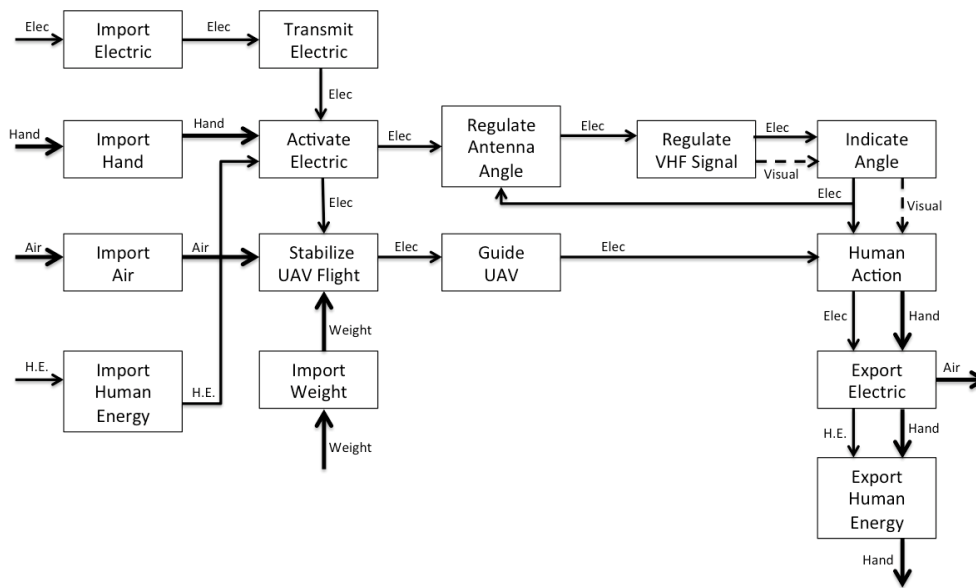 Elec
Import
Electric
Elec
Transmit
Electric
Elec
Hand
Import
Hand
Hand
Activate
Electric
Elec
Regulate
Antenna
Angle
Elec
Regulate
VHF Signal
Elec
Visual
Indicate
Angle
Elec
Elec
Visual
Air
Import
Air
Air
Stabilize
UAV Flight
Elec
Guide
UAV
Elec
Human
Action
Weight
Elec
Hand
H.E.
Import
Human
Energy
H.E.
Import
Weight
Export
Electric
Air
Weight
H.E.
Hand
Export
Human
Energy
Hand